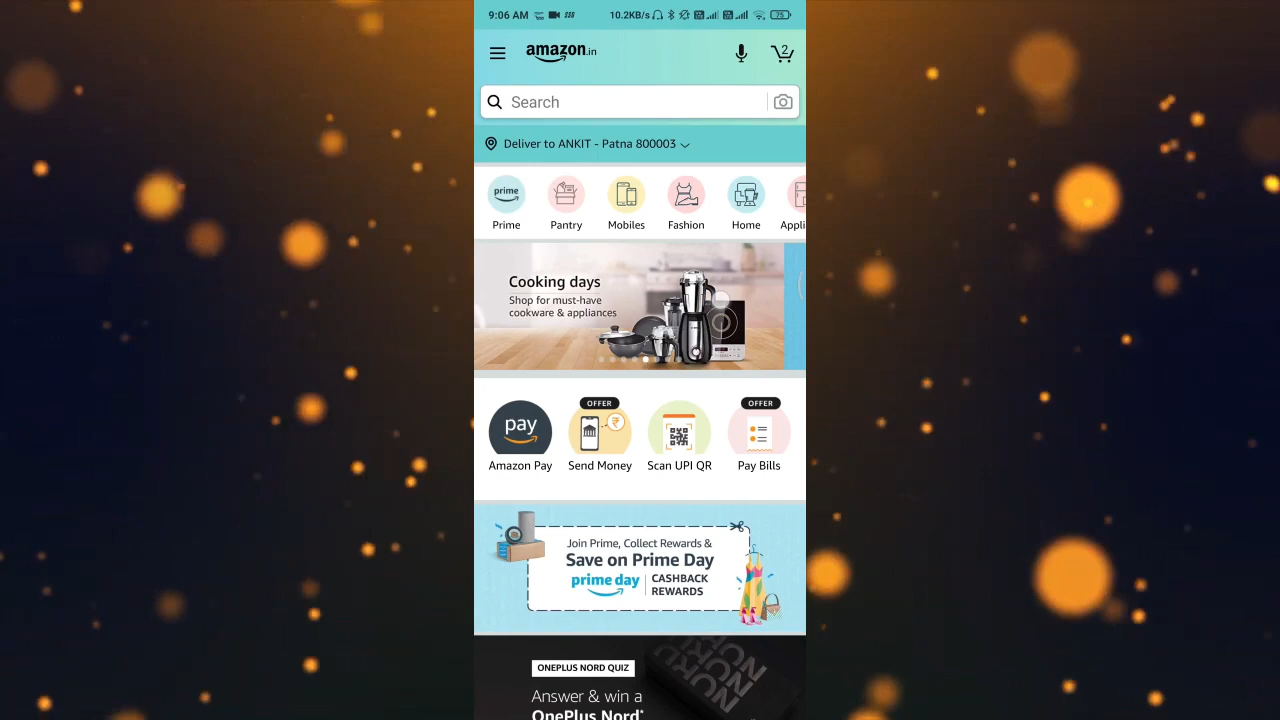 9:06 AM
10.2KB/s
75
amazon.in
2
Search
Deliver to ANKIT - Patna 800003
prime
Prime
Pantry
Mobiles
Fashion
Home
Appli
Cooking days
Shop for must-have
cookware & appliances
pay
OFFER
OFFER
Amazon Pay
Send Money
Scan UPI QR
Pay Bills
Join Prime, Collect Rewards &
Save on Prime Day
prime day
CASHBACK
REWARDS
ONEPLUS NORD QUIZ
Answer & win a
OnePlus Nord*